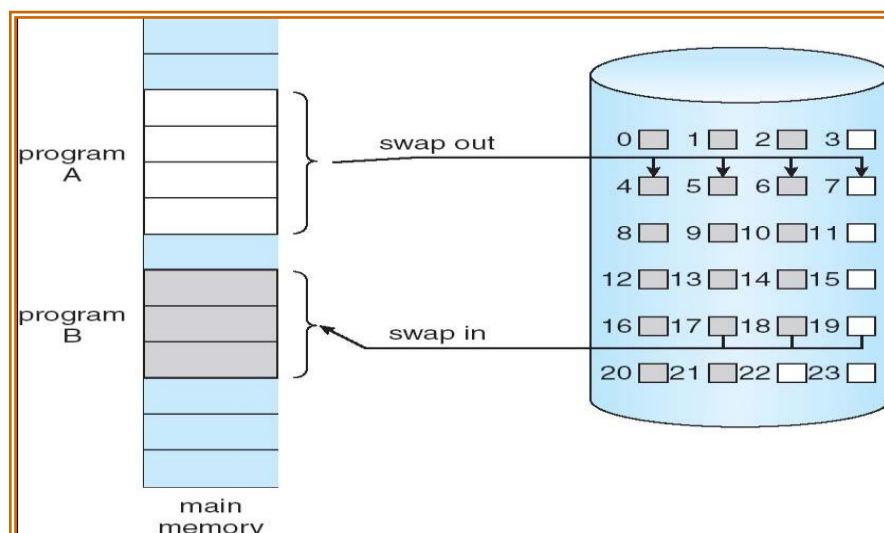 program
A
swap out
0 1 2 3
4 5 6 7
8 9 10 11
12 13 14 15
program
B
swap in
16 17 18 19
20 21 22 23
main
memory